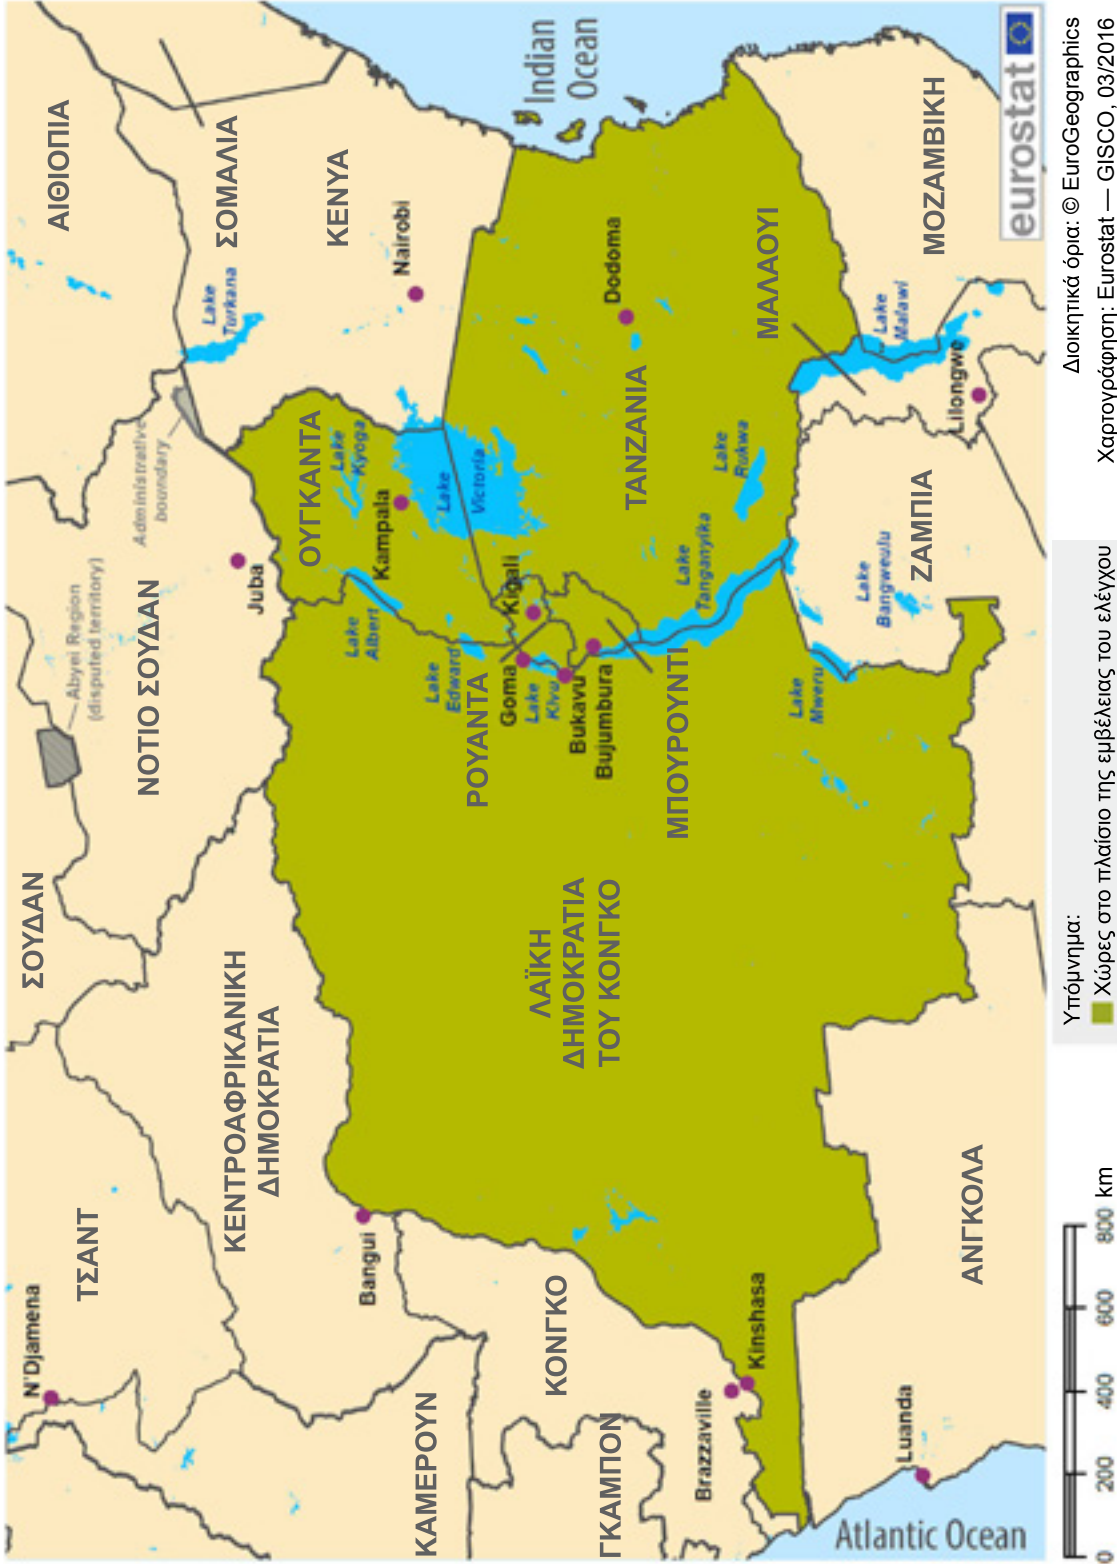 N'Djamena
ΤΣΑΝΤ
ΣΟΥΔΑΝ
Abyei Region
(disputed territory)
Administrative
boundary
ΑΙΘΙΟΠΙΑ
ΚΕΝΤΡΟΑΦΡΙΚΑΝΙΚΗ
ΔΗΜΟΚΡΑΤΙΑ
ΝΟΤΙΟ ΣΟΥΔΑΝ
Juba
Lake
Turkana
ΣΟΜΑΛΙΑ
ΚΕΝΥΑ
Nairobi
Bangui
ΚΑΜΕΡΟΥΝ
ΟΥΓΚΑΝΤΑ
Lake
Kyoga
Kampala
Lake
Albert
Lake
Victoria
Lake
Edward
ΡΟΥΑΝΤΑ
Kigali
Goma
Lake
Kivu
Bukavu
Bujumbura
Indian
Ocean
ΚΟΝΓΚΟ
ΛΑΪΚΗ
ΔΗΜΟΚΡΑΤΙΑ
ΤΟΥ ΚΟΝΓΚΟ
Dodoma
ΤΑΝΖΑΝΙΑ
ΓΚΑΜΠΟΝ
ΜΠΟΥΡΟΥΝΤΙ
Lake
Tanganyika
Lake
Rukwa
ΜΑΛΑΟΥΙ
Brazzaville
Kinshasa
Lake
Mweru
Lake
Bangweulu
ΖΑΜΠΙΑ
Lake
Malawi
Lilongwe
ΜΟΖΑΜΒΙΚΗ
Luanda
ΑΝΓΚΟΛΑ
Atlantic Ocean
eurostat
0 200 400 600 800 km
Υπόμνημα:
Χώρες στο πλαίσιο της εμβέλειας του ελέγχου
Διοικητικά όρια: © EuroGeographics
Χαρτογράφηση: Eurostat — GISCO, 03/2016